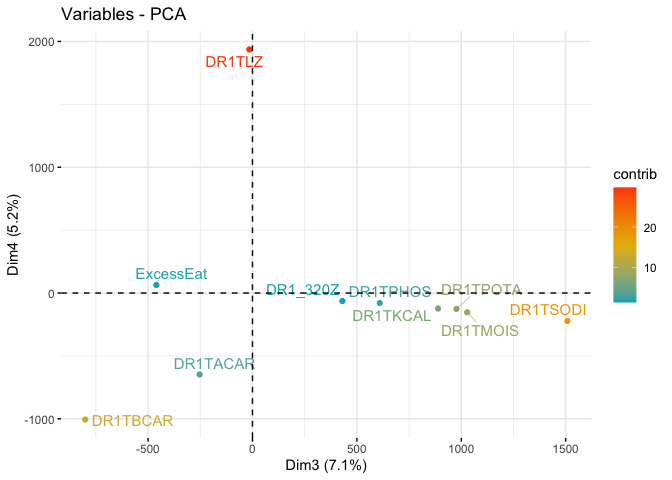 Variables - PCA
2000
DR1TLZ
1000
contrib
20
10
Dim4 (5.2%)
ExcessEat
DR1_320Z
DR1TPHOS
DR1TPOTA
0
DR1TKCAL
DR1TSODI
DR1TMOIS
DR1TACAR
-1000
DR1TBCAR
-500
0
500
1000
1500
Dim3 (7.1%)